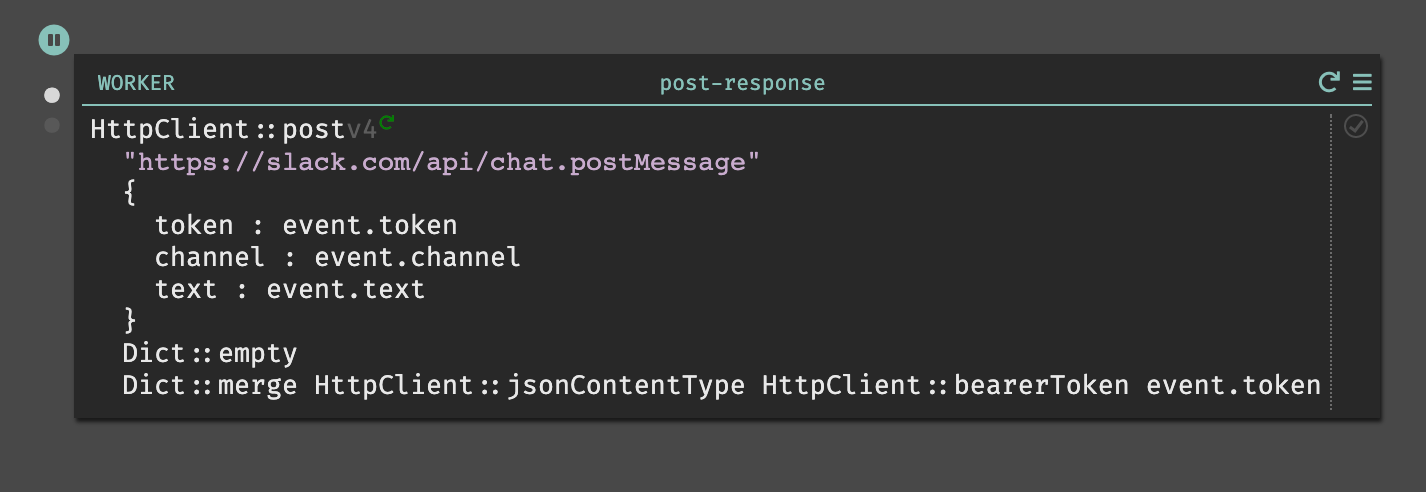 WORKER post-response
HttpClient::postv4
"https://slack.com/api/chat.postMessage"
{
token : event.token
channel : event.channel
text : event.text
}
Dict::empty
Dict::merge HttpClient::jsonContentType HttpClient::bearerToken event.token